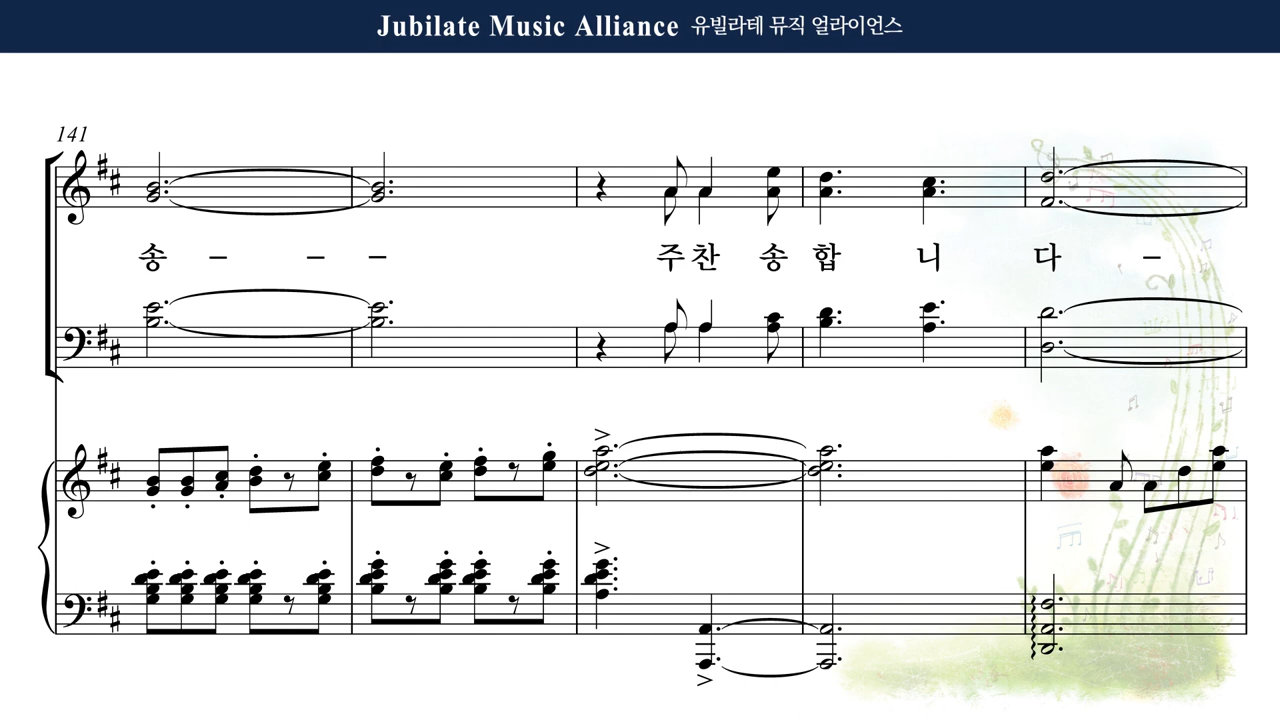 Jubilate Music Alliance 유빌라테 뮤직 얼라이언스
141
송 - - - 주 찬 송 합 니 다 -